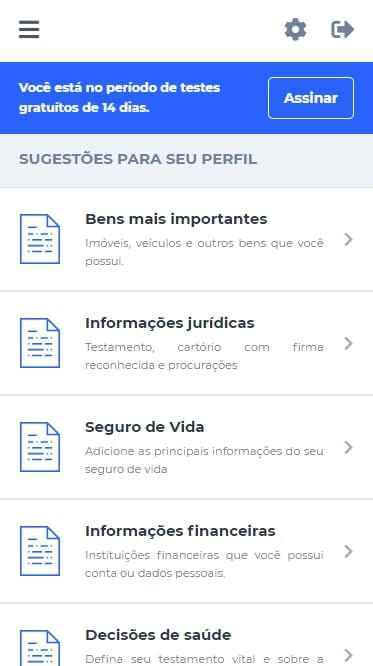 Você está no período de testes
gratuítos de 14 dias.
Assinar
SUGESTÕES PARA SEU PERFIL
Bens mais importantes
Imóveis, veículos e outros bens que você
possui.
Informações jurídicas
Testamento, cartório com firma
reconhecida e procurações
Seguro de Vida
Adicione as principais informações do seu
seguro de vida
Informações financeiras
Instituições financeiras que você possui
conta ou dados pessoais.
Decisões de saúde
Defina seu testamento vital e sobre a